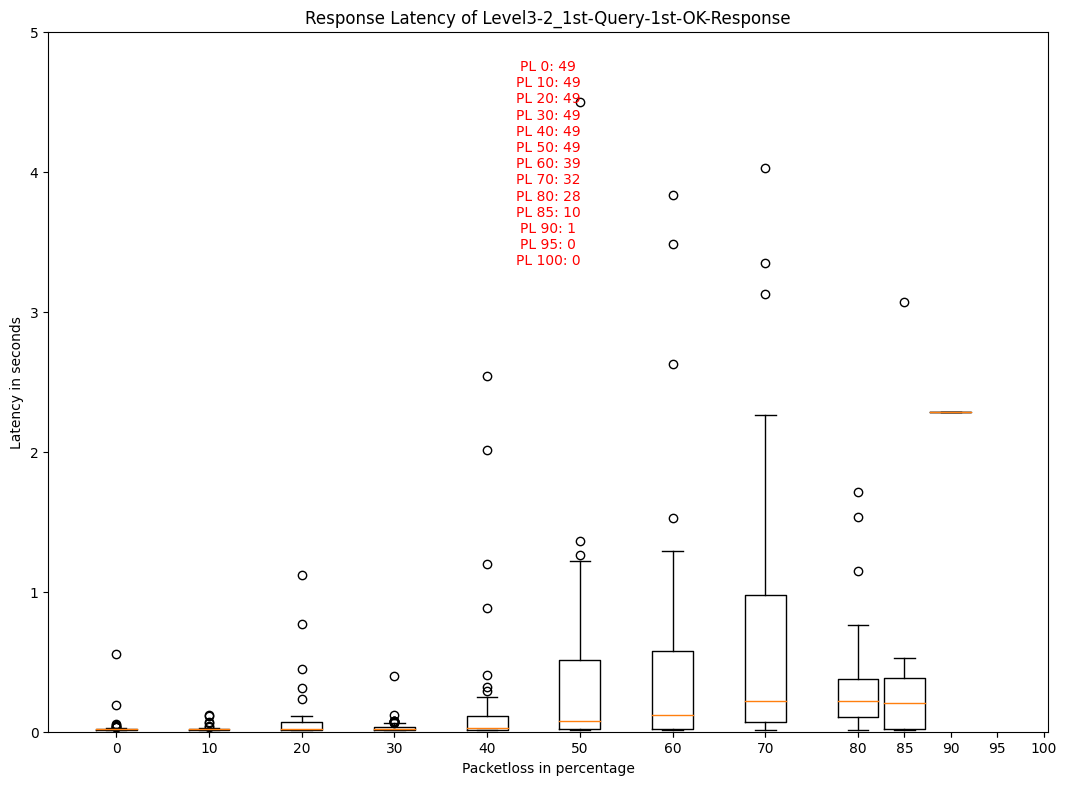 Response Latency of Level3-2_1st-Query-1st-OK-Response
5
4
3
2
1
0
Latency in seconds
PL 0: 49
PL 10: 49
PL 20: 49
PL 30: 49
PL 40: 49
PL 50: 49
PL 60: 39
PL 70: 32
PL 80: 28
PL 85: 10
PL 90: 1
PL 95: 0
PL 100: 0
0 10 20 30 40 50 60 70 80 85 90 95 100
Packetloss in percentage